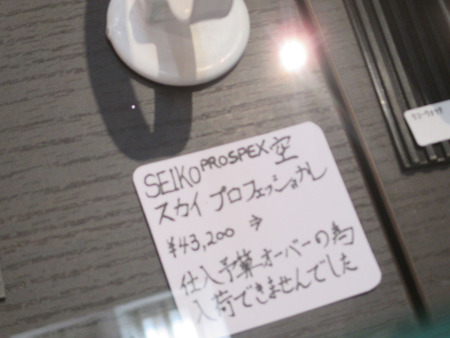 SEIKO PROSPEX 空
スカイ プロフェッショナル
¥43,200 ⇒
仕入予算オーバーの為
入荷できませんでした